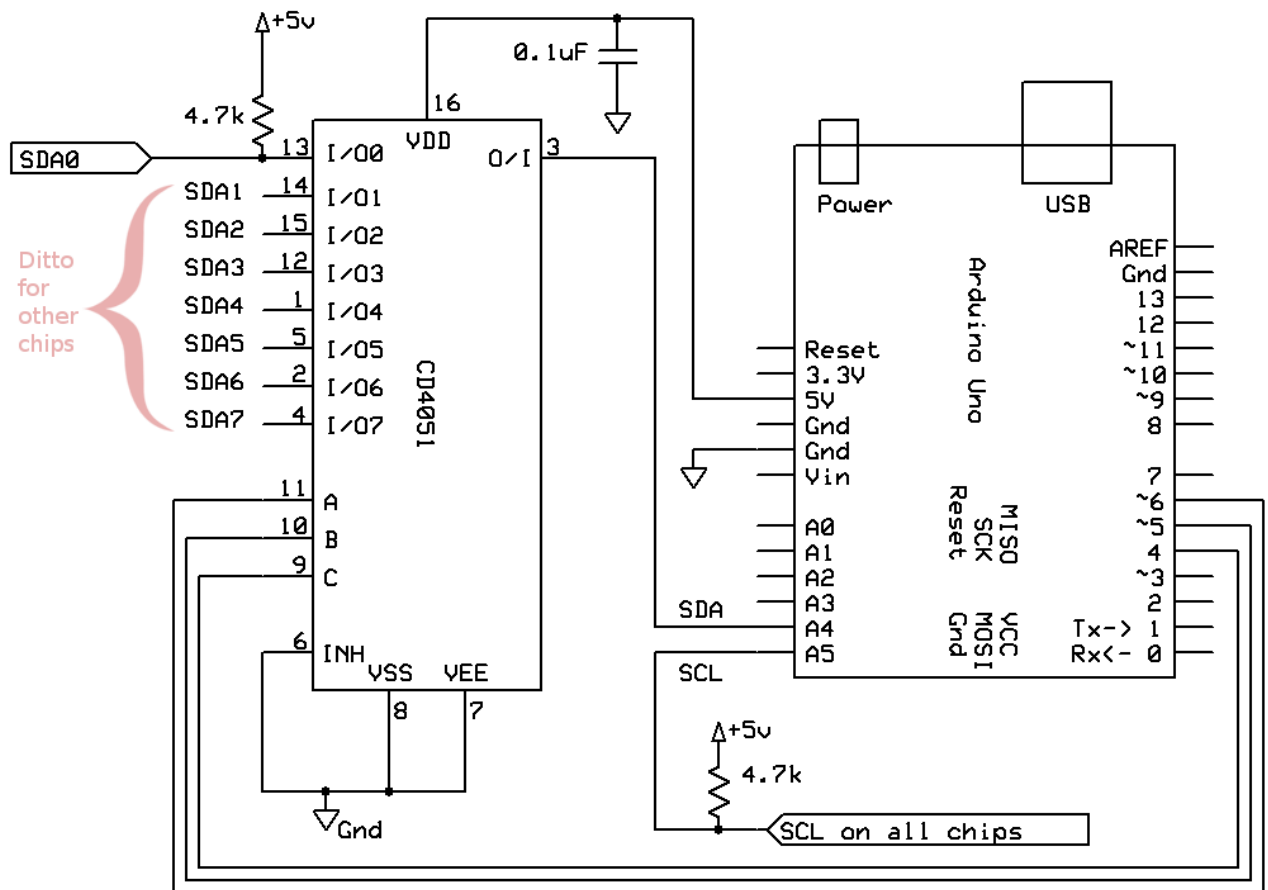 +5v
0.1uF
4.7k
16
VDD
SDA0
13
I/O0
O/I
3
SDA1
14
I/O1
SDA2
15
I/O2
SDA3
12
I/O3
SDA4
1
I/O4
SDA5
5
I/O5
SDA6
2
I/O6
SDA7
4
I/O7
Ditto
for
other
chips
CD4051
11
A
10
B
9
C
6
INH
VSS
VEE
8
7
Gnd
Power
USB
Arduino Uno
Reset
3.3V
5V
Gnd
Gnd
Vin
A0
A1
A2
A3
SDA
A4
A5
SCL
AREF
Gnd
13
12
~11
~10
~9
8
7
~6
~5
4
~3
2
Tx-> 1
Rx<- 0
MISO
SCK
Reset
VCC
MOSI
Gnd
+5v
4.7k
SCL on all chips